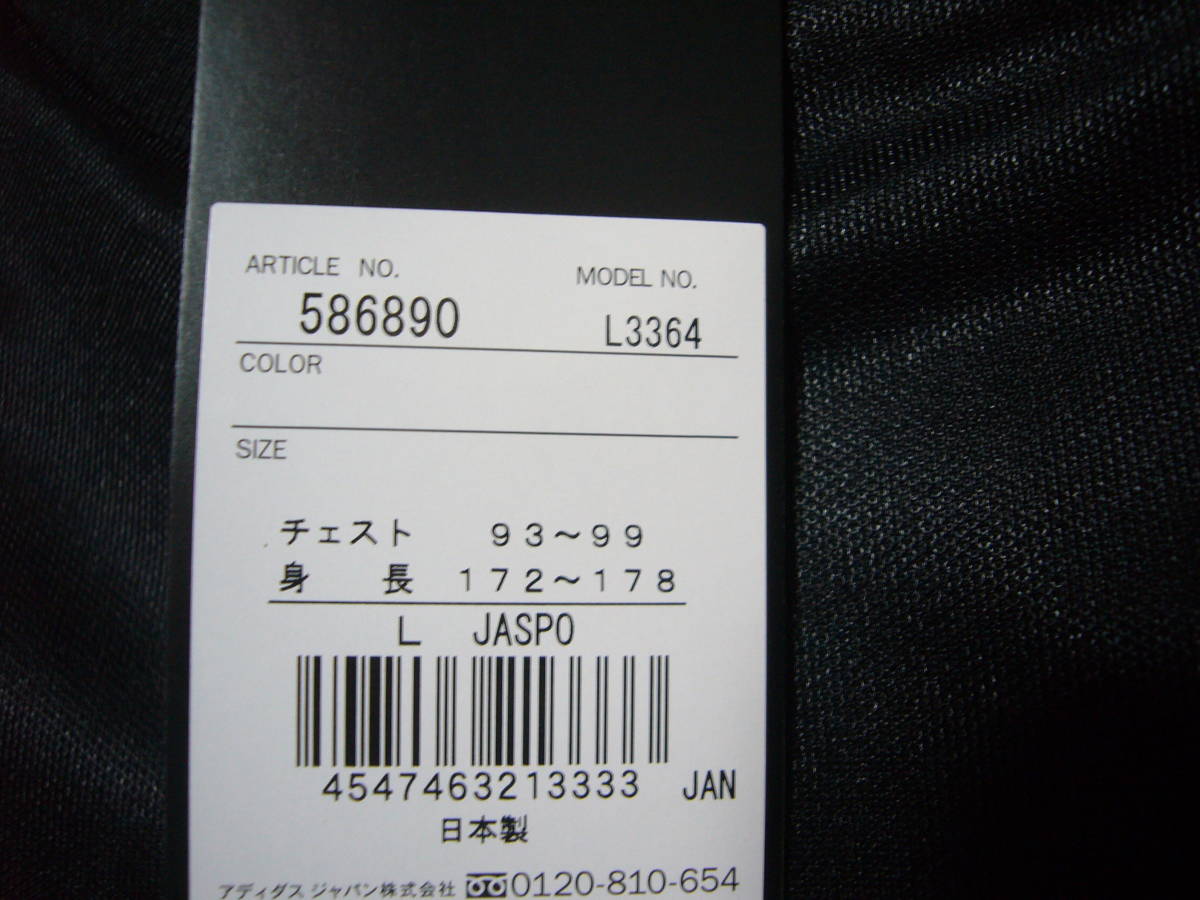 ARTICLE NO. MODEL NO.
586890 L3364
COLOR
SIZE
チェスト 93～99
身長 172～178
L JASPO
4547463213333 JAN
日本製
アディダス ジャパン株式会社 0120-810-654